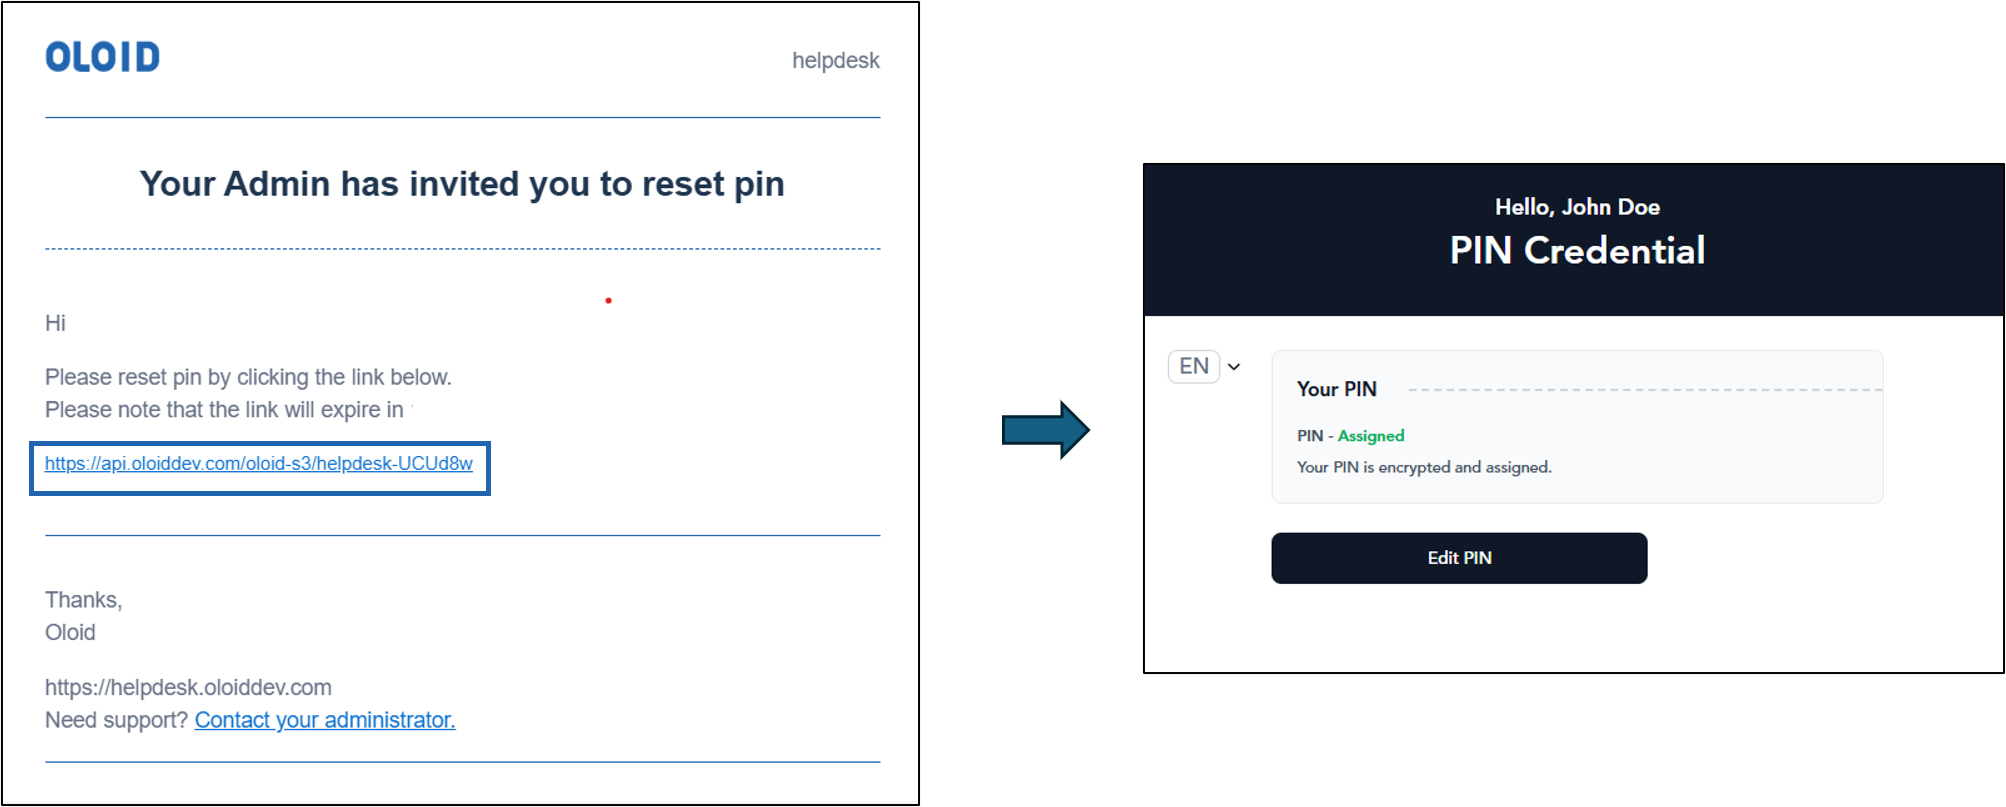 OLOID
helpdesk
Your Admin has invited you to reset pin
Hi
Please reset pin by clicking the link below.
Please note that the link will expire in
https://api.oloiddev.com/oloid-s3/helpdesk-UCUd8w
Thanks,
Oloid
https://helpdesk.oloiddev.com
Need support? Contact your administrator.
Hello, John Doe
PIN Credential
EN
Your PIN
PIN - Assigned
Your PIN is encrypted and assigned.
Edit PIN